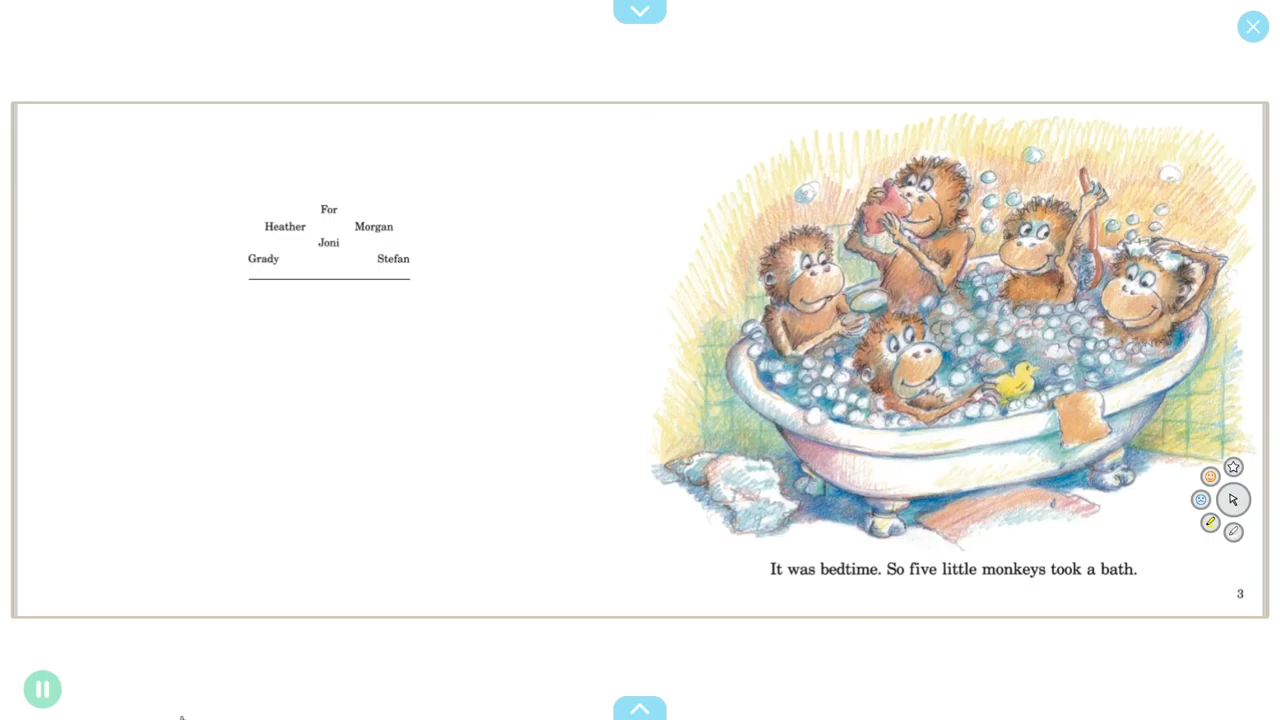 For
Heather Morgan
Joni
Grady Stefan
It was bedtime. So five little monkeys took a bath.
3